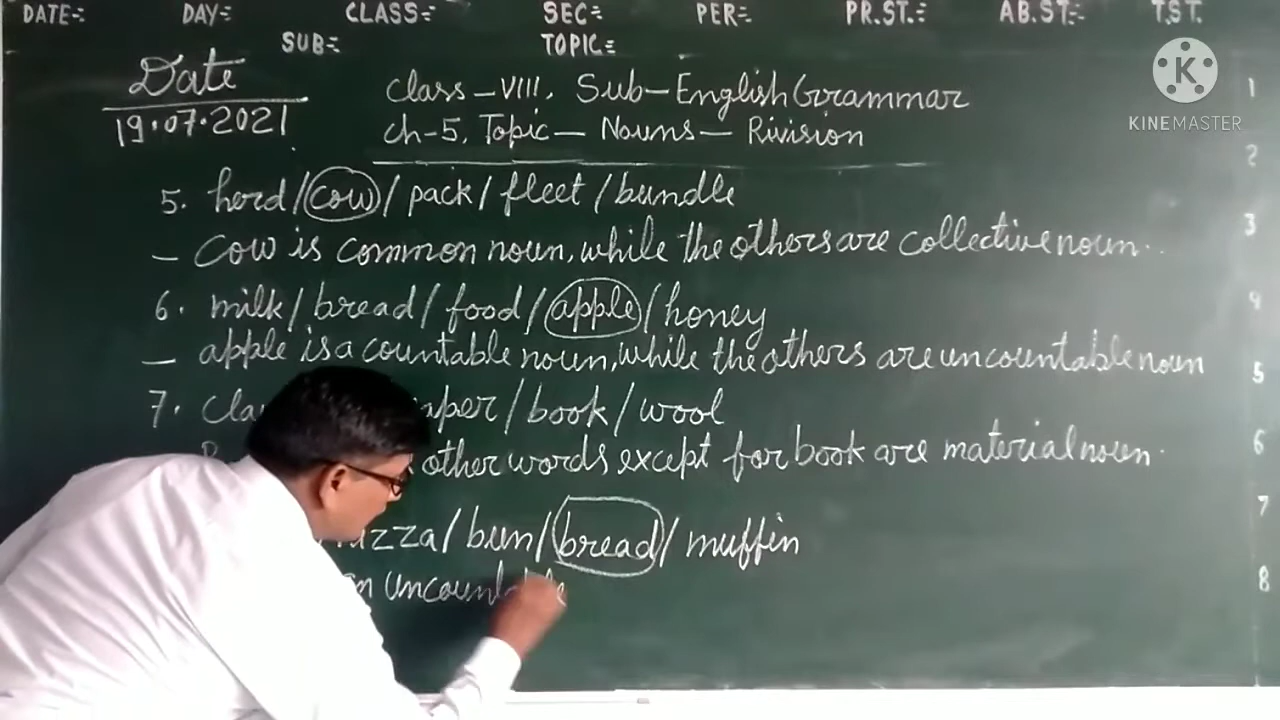 DATE-: DAY-: CLASS-: SEC-: PER-: PR.ST.-: AB.ST-: T.ST.
SUB-: TOPIC-:
Date
19.07.2021
Class – VIII, Sub – English Grammar
ch-5, Topic – Nouns – Rivision
KINEMASTER
5. herd / cow / pack / fleet / bundle
– Cow is common noun, while the others are collective noun.
6. milk / bread / food / apple / honey
– apple is a countable noun, while the others are uncountable noun
7. / book / wool
other words except for book are material noun.
/ bun / bread / muffin
1
2
3
4
5
6
7
8